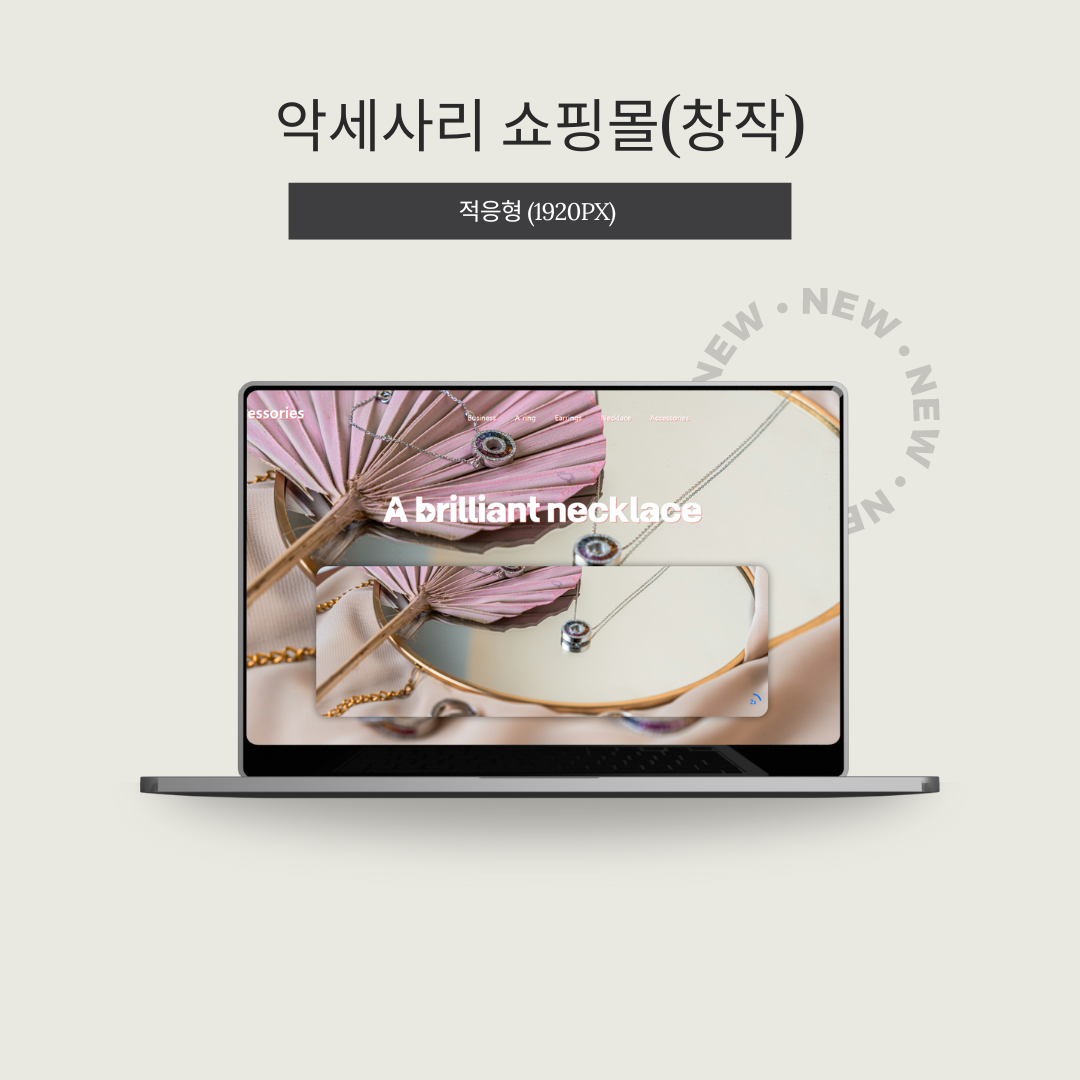 악세사리 쇼핑몰(창작)
적응형 (1920PX)
NEW • NEW • NEW • NE
essories
Business A ring Earrings Necklace Accessories
A brilliant necklace
2s